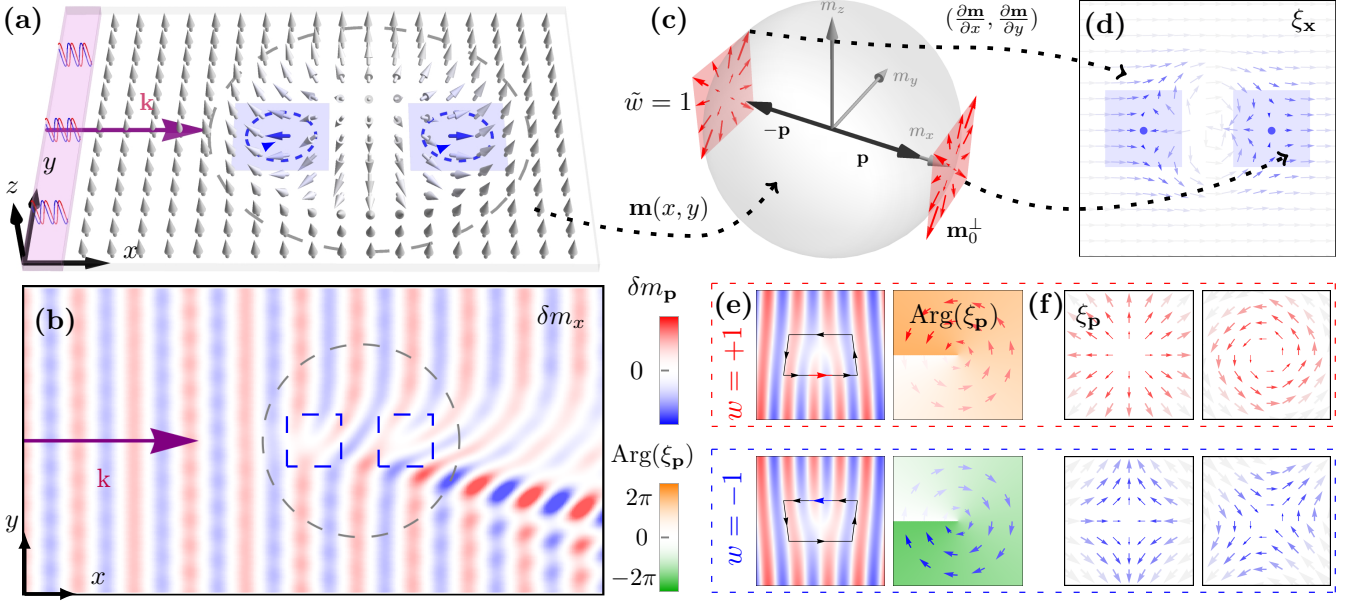 (a)
k
y
z
x
(b)
δm_x
k
y
x
(c)
m_z
m_y
m_x
w̃ = 1
-p
p
m(x, y)
m_0^⊥
(∂m/∂x, ∂m/∂y)
(d)
ξ_x
δm_p
0
Arg(ξ_p)
2π
0
−2π
(e)
w = +1
Arg(ξ_p)
(f)
ξ_p
w = −1